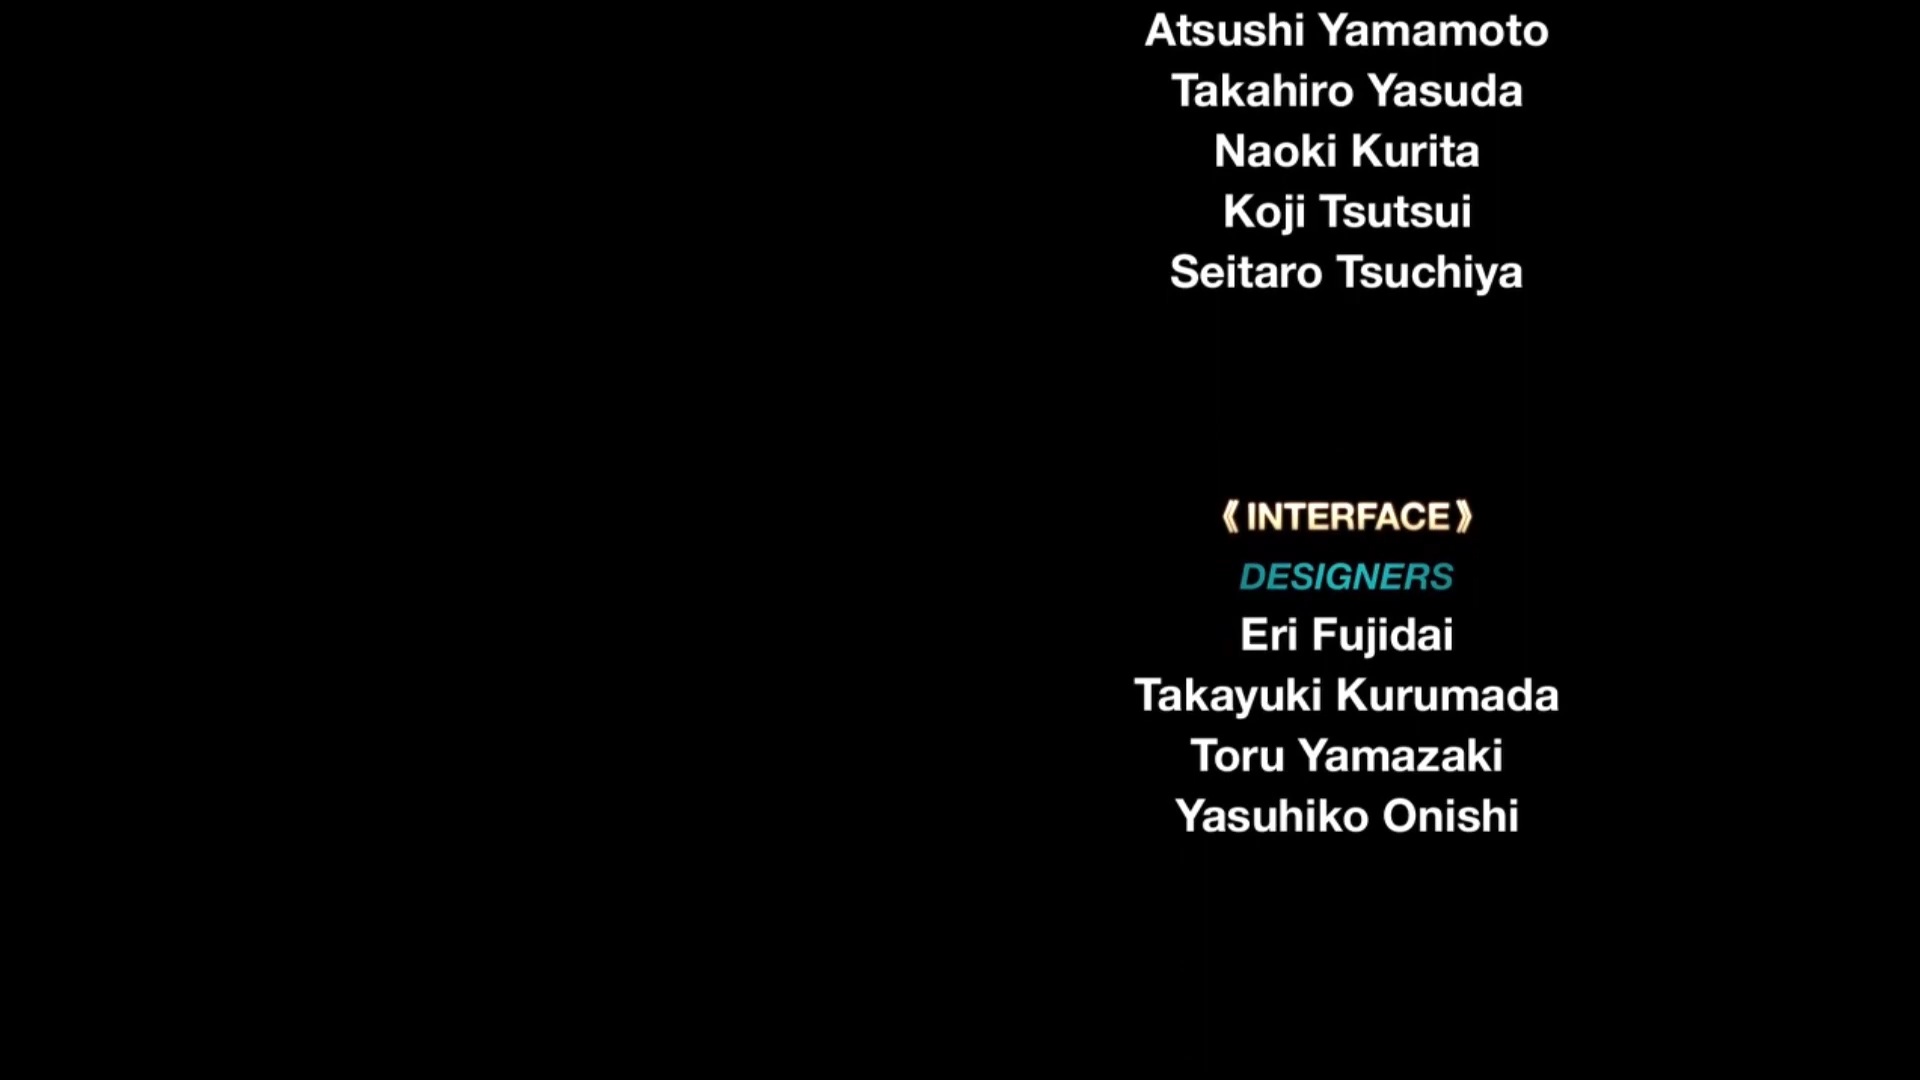 Atsushi Yamamoto
Takahiro Yasuda
Naoki Kurita
Koji Tsutsui
Seitaro Tsuchiya
《INTERFACE》
DESIGNERS
Eri Fujidai
Takayuki Kurumada
Toru Yamazaki
Yasuhiko Onishi